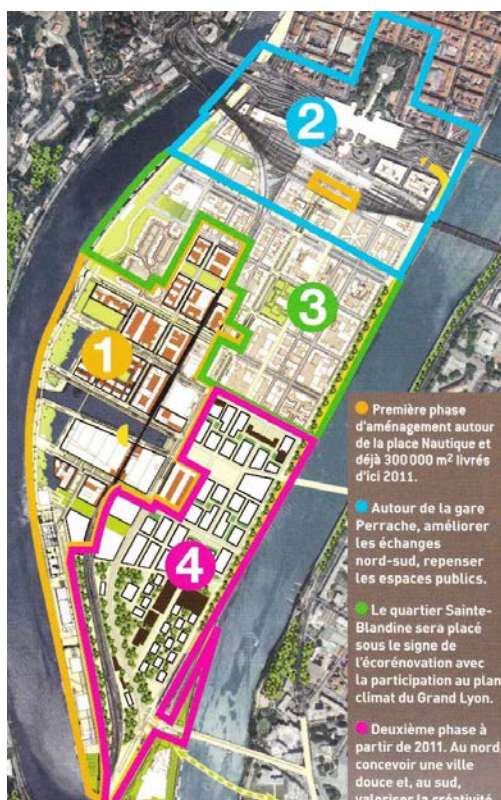 2
3
1
4
Première phase
d'aménagement autour
de la place Nautique et
déjà 300 000 m² livrés
d'ici 2011.
Autour de la gare
Perrache, améliorer
les échanges
nord-sud, repenser
les espaces publics.
Le quartier Sainte-
Blandine sera placé
sous le signe de
l'écorénovation avec
la participation au plan
climat du Grand Lyon.
Deuxième phase à
partir de 2011. Au nord,
concevoir une ville
douce et, au sud,
valoriser la créativité